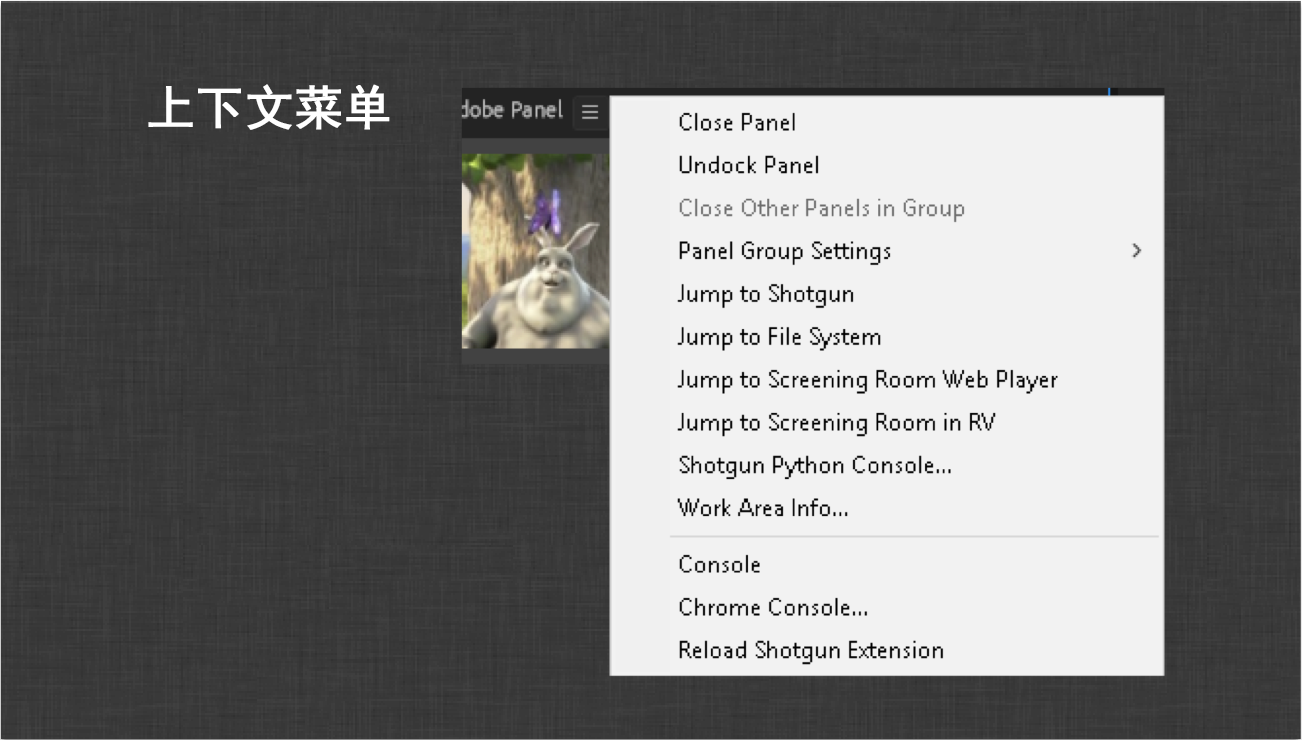 上下文菜单
dobe Panel
Close Panel
Undock Panel
Close Other Panels in Group
Panel Group Settings
Jump to Shotgun
Jump to File System
Jump to Screening Room Web Player
Jump to Screening Room in RV
Shotgun Python Console...
Work Area Info...
Console
Chrome Console...
Reload Shotgun Extension